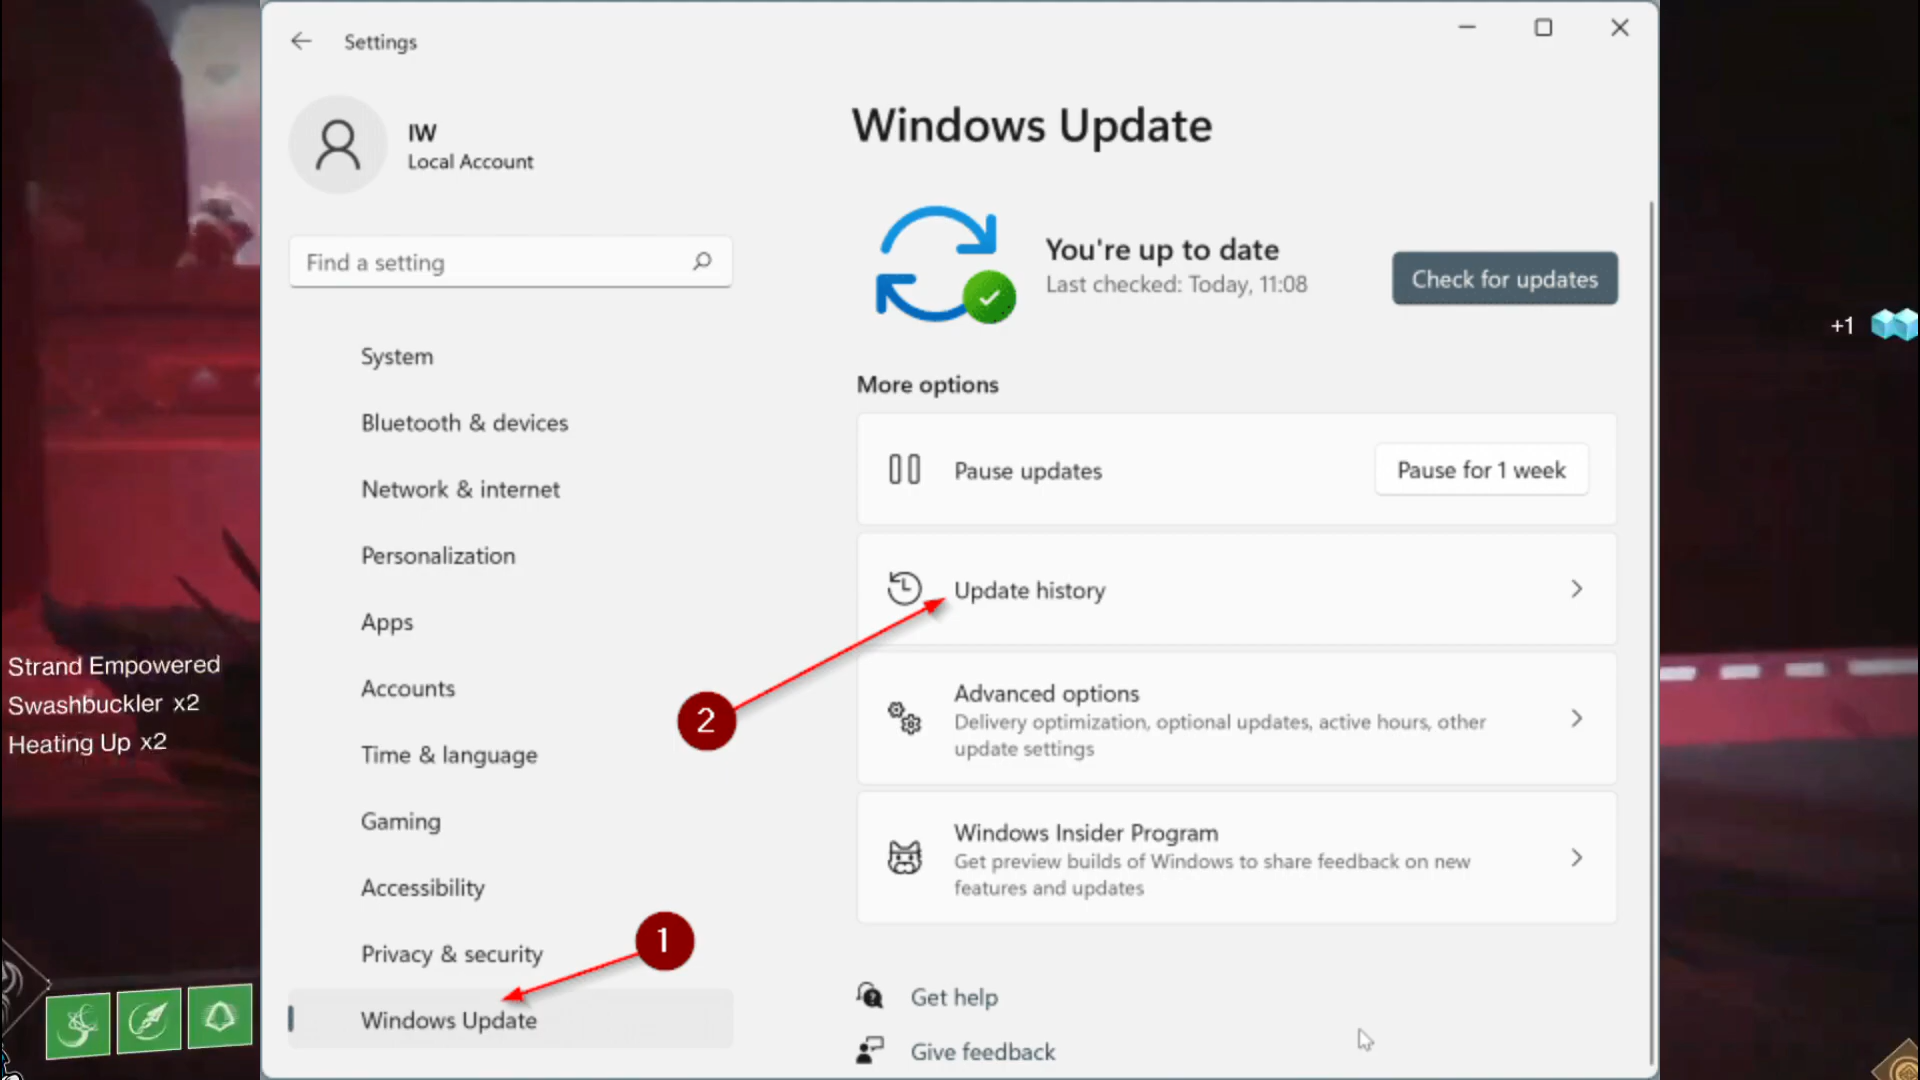 Settings
IW
Local Account
Find a setting
System
Bluetooth & devices
Network & internet
Personalization
Apps
Accounts
Time & language
Gaming
Accessibility
Privacy & security
Windows Update
1
2
Windows Update
You're up to date
Last checked: Today, 11:08
Check for updates
More options
Pause updates
Pause for 1 week
Update history
Advanced options
Delivery optimization, optional updates, active hours, other
update settings
Windows Insider Program
Get preview builds of Windows to share feedback on new
features and updates
Get help
Give feedback
Strand Empowered
Swashbuckler x2
Heating Up x2
+1